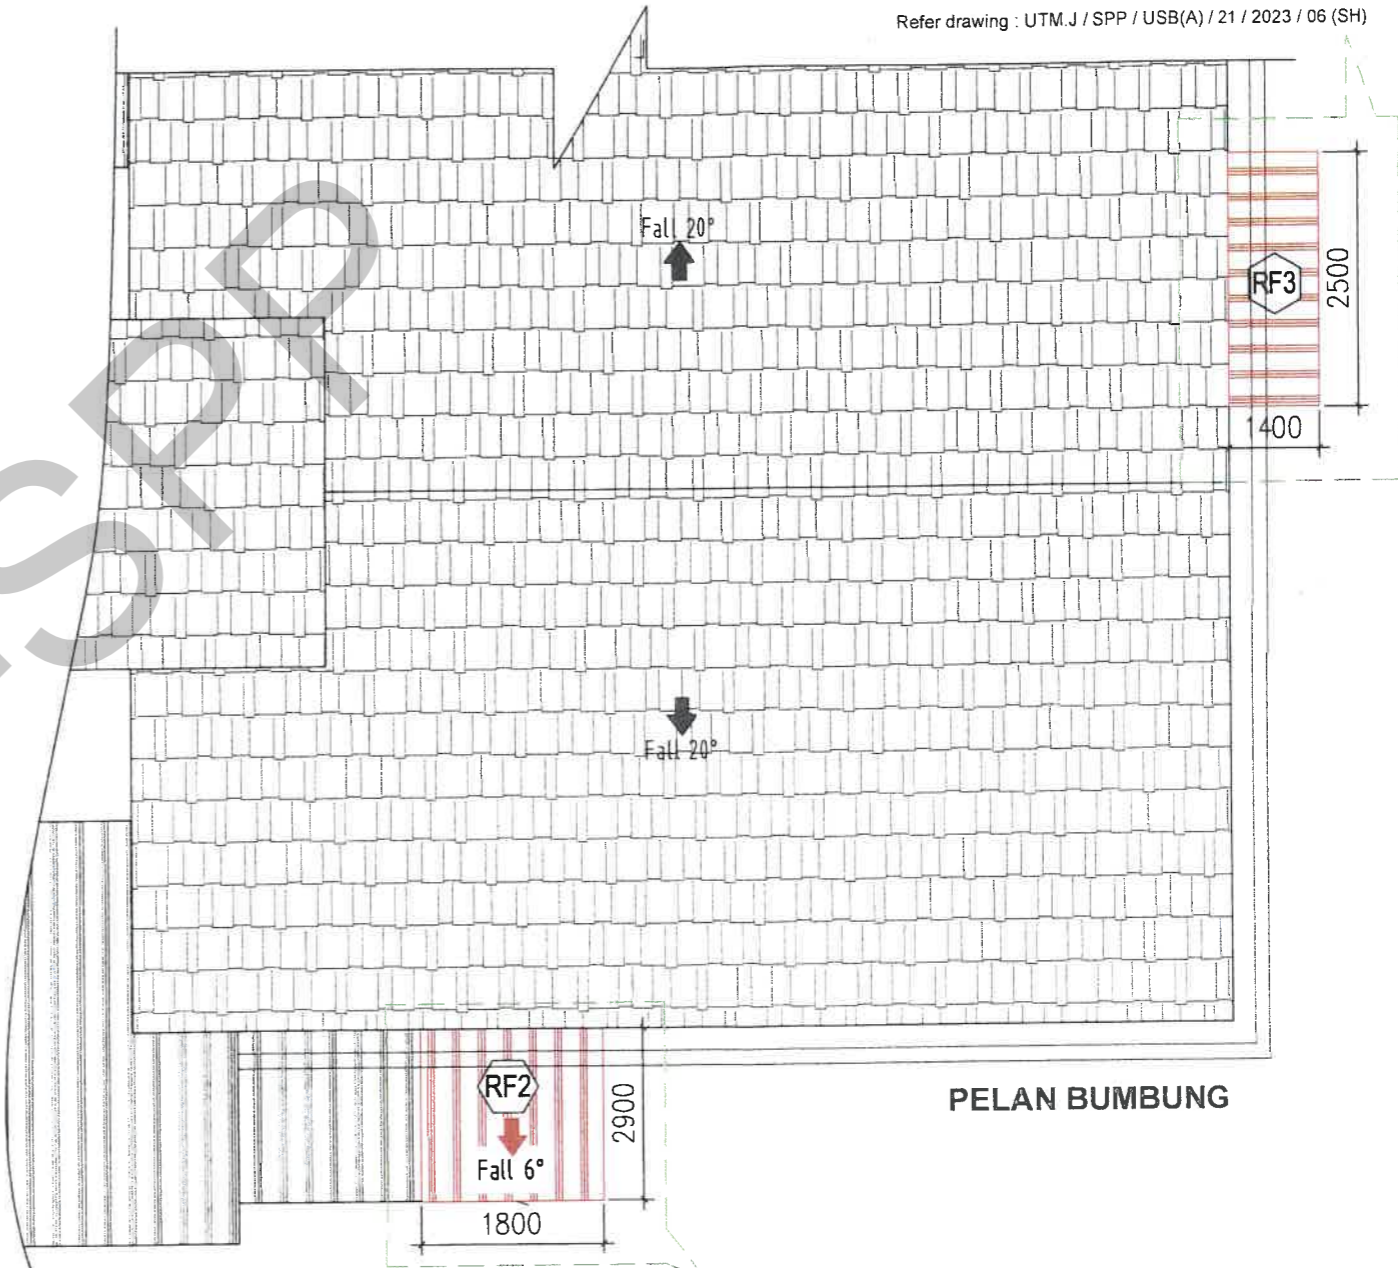 Refer drawing : UTM.J / SPP / USB(A) / 21 / 2023 / 06 (SH)
Fall 20°
RF3
2500
1400
SPP
Fall 20°
RF2
Fall 6°
2900
1800
PELAN BUMBUNG